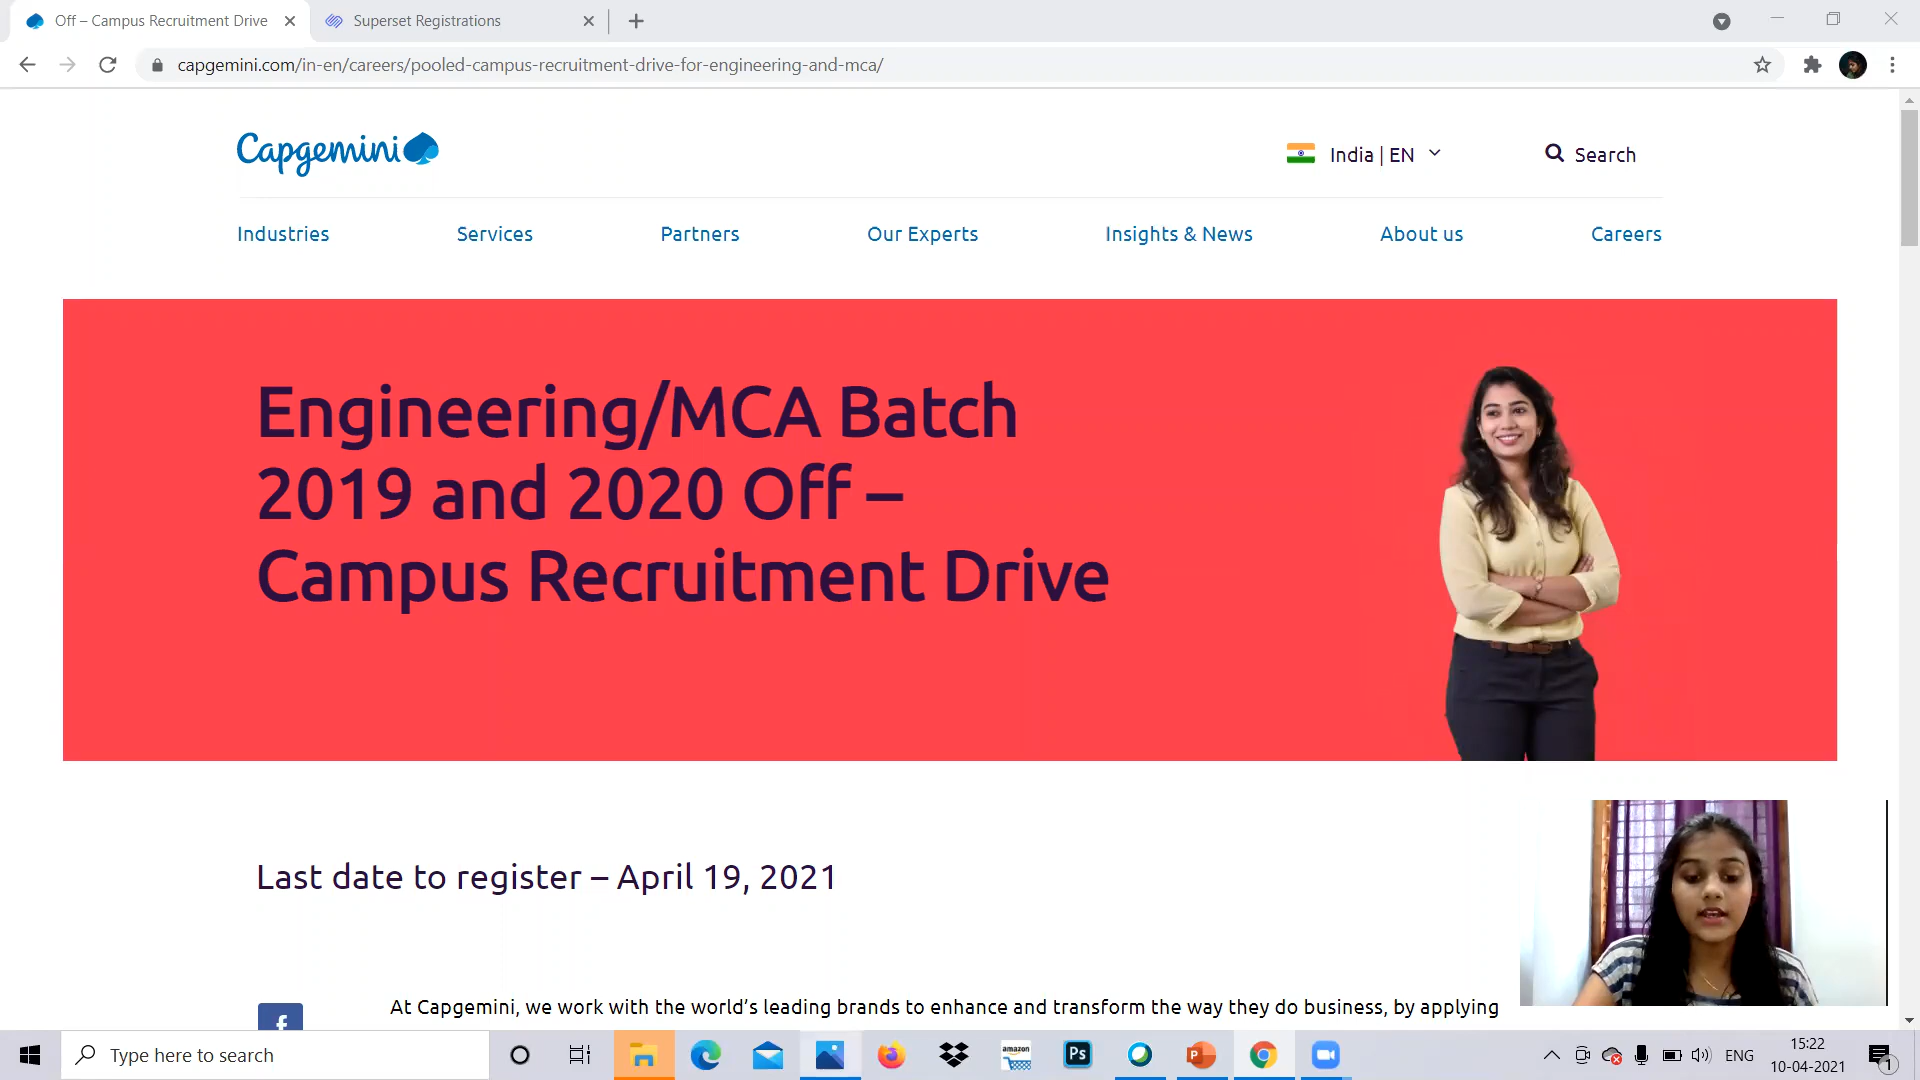 Off – Campus Recruitment Drive
Superset Registrations
capgemini.com/in-en/careers/pooled-campus-recruitment-drive-for-engineering-and-mca/
Capgemini
India | EN
Search
Industries
Services
Partners
Our Experts
Insights & News
About us
Careers
Engineering/MCA Batch
2019 and 2020 Off –
Campus Recruitment Drive
Last date to register – April 19, 2021
f
At Capgemini, we work with the world’s leading brands to enhance and transform the way they do business, by applying
Type here to search
amazon
Ps
P
ENG
15:22
10-04-2021
1